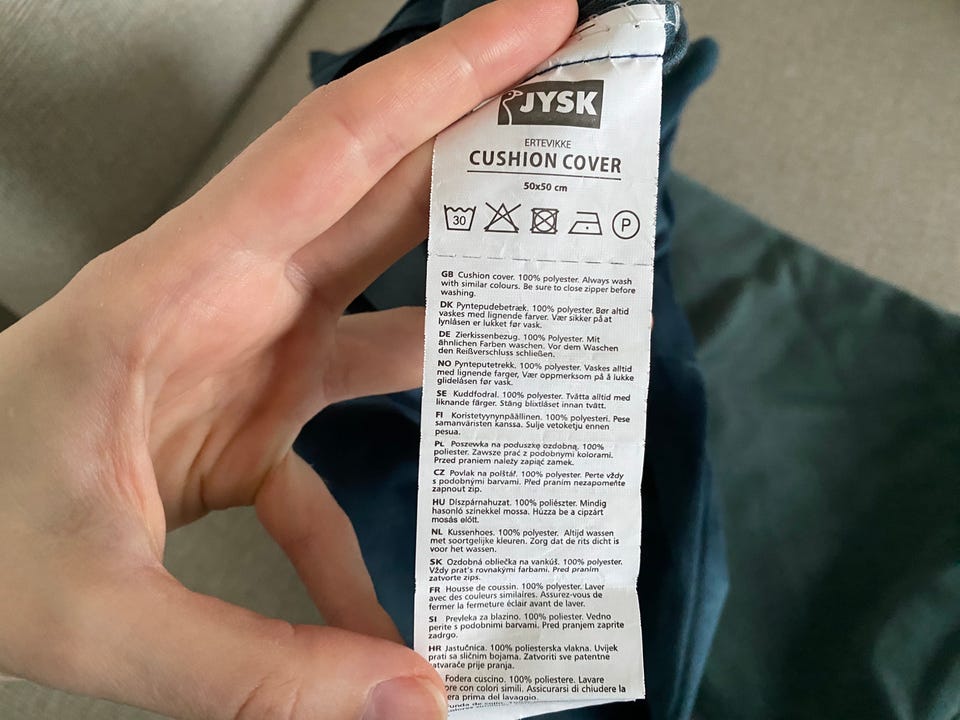 JYSK
ERTEVIKKE
CUSHION COVER
50x50 cm
30
P
GB Cushion cover. 100% polyester. Always wash
with similar colours. Be sure to close zipper before
washing.
DK Pyntepudebetræk. 100% polyester. Bør altid
vaskes med lignende farver. Vær sikker på at
lynlåsen er lukket før vask.
DE Zierkissenbezug. 100% Polyester. Mit
ähnlichen Farben waschen. Vor dem Waschen
den Reißverschluss schließen.
NO Pynteputetrekk. 100% polyester. Vaskes alltid
med lignende farger, Vær oppmerksom på å lukke
glidelåsen før vask.
SE Kuddfodral. 100% polyester. Tvätta alltid med
liknande färger. Stäng blixtlåset innan tvätt.
FI Koristetyynynpäällinen. 100% polyesteri. Pese
samanväristen kanssa. Sulje vetoketju ennen
pesua.
PL Poszewka na poduszkę ozdobną. 100%
poliester. Zawsze prać z podobnymi kolorami.
Przed praniem należy zapiąć zamek.
CZ Povlak na polštář. 100% polyester. Perte vždy
s podobnými barvami. Před praním nezapomeňte
zapnout zip.
HU Díszpárnahuzat. 100% poliészter. Mindig
hasonló színekkel mossa. Húzza be a cipzárt
mosás előtt.
NL Kussenhoes. 100% polyester. Altijd wassen
met soortgelijke kleuren. Zorg dat de rits dicht is
voor het wassen.
SK Ozdobná obliečka na vankúš. 100% polyester.
Vždy prat's rovnakými farbami. Pred praním
zatvorte zips.
FR Housse de coussin. 100% polyester. Laver
avec des couleurs similaires. Assurez-vous de
fermer la fermeture éclair avant de laver.
SI Prevleka za blazino. 100% poliester. Vedno
perite s podobnimi barvami. Pred pranjem zaprite
zadrgo.
HR Jastučnica. 100% poliesterska vlakna. Uvijek
prati sa sličnim bojama. Zatvoriti sve patentne
zatvarače prije pranja.
Fodera cuscino. 100% poliestere. Lavare
con colori simili. Assicurarsi di chiudere la
prima del lavaggio.